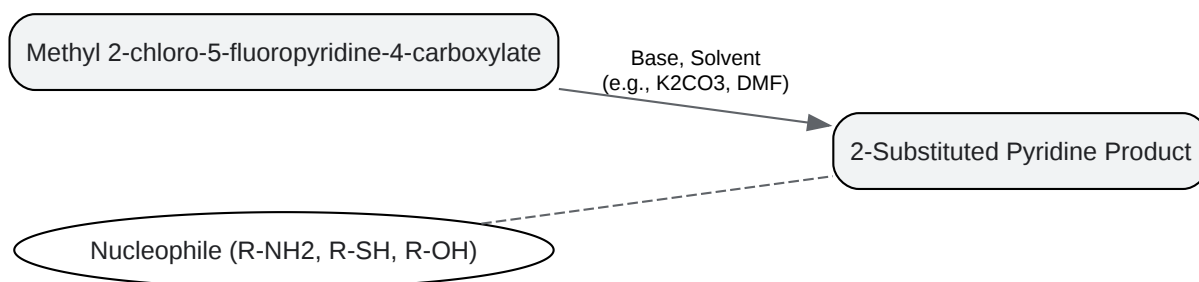 Methyl 2-chloro-5-fluoropyridine-4-carboxylate
Base, Solvent
(e.g., K2CO3, DMF)
2-Substituted Pyridine Product
Nucleophile (R-NH2, R-SH, R-OH)